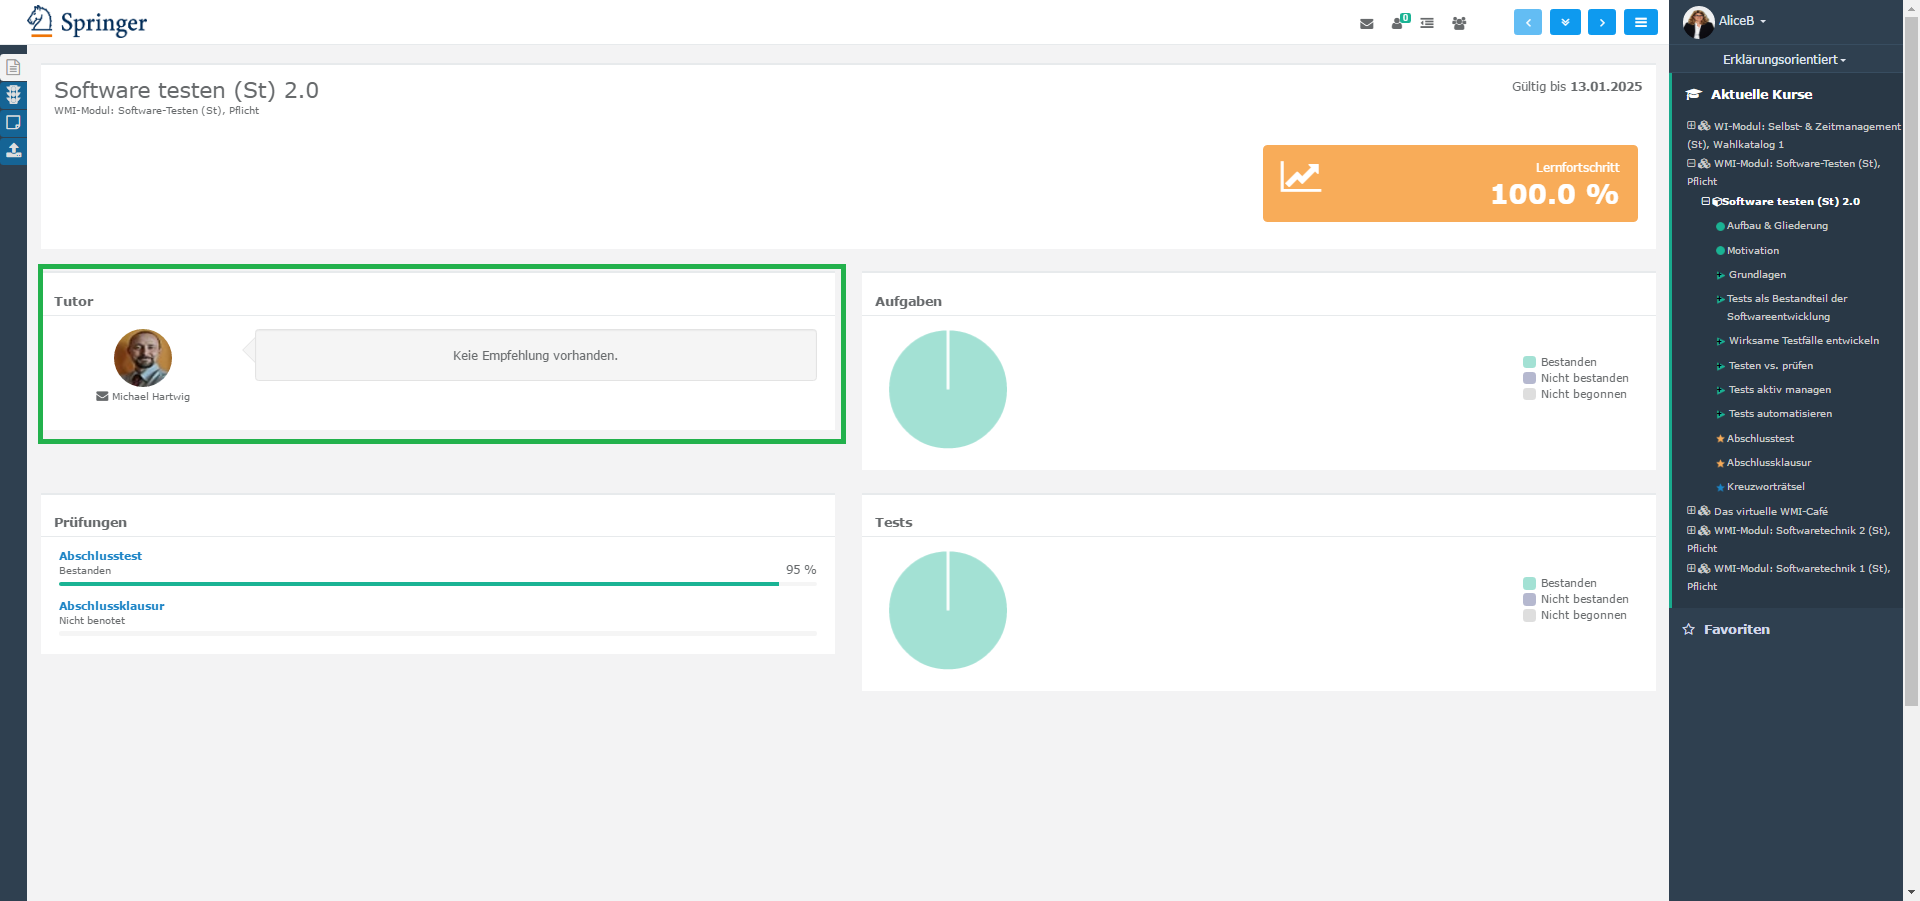 Springer
0
AliceB
Erklärungsorientiert
Software testen (St) 2.0
WMI-Modul: Software-Testen (St), Pflicht
Gültig bis 13.01.2025
Lernfortschritt
100.0 %
Tutor
Keie Empfehlung vorhanden.
Michael Hartwig
Aufgaben
Bestanden
Nicht bestanden
Nicht begonnen
Prüfungen
Abschlusstest
Bestanden
95 %
Abschlussklausur
Nicht benotet
Tests
Bestanden
Nicht bestanden
Nicht begonnen
Aktuelle Kurse
WI-Modul: Selbst- & Zeitmanagement
(St), Wahlkatalog 1
WMI-Modul: Software-Testen (St),
Pflicht
Software testen (St) 2.0
Aufbau & Gliederung
Motivation
Grundlagen
Tests als Bestandteil der
Softwareentwicklung
Wirksame Testfälle entwickeln
Testen vs. prüfen
Tests aktiv managen
Tests automatisieren
Abschlusstest
Abschlussklausur
Kreuzworträtsel
Das virtuelle WMI-Café
WMI-Modul: Softwaretechnik 2 (St),
Pflicht
WMI-Modul: Softwaretechnik 1 (St),
Pflicht
Favoriten